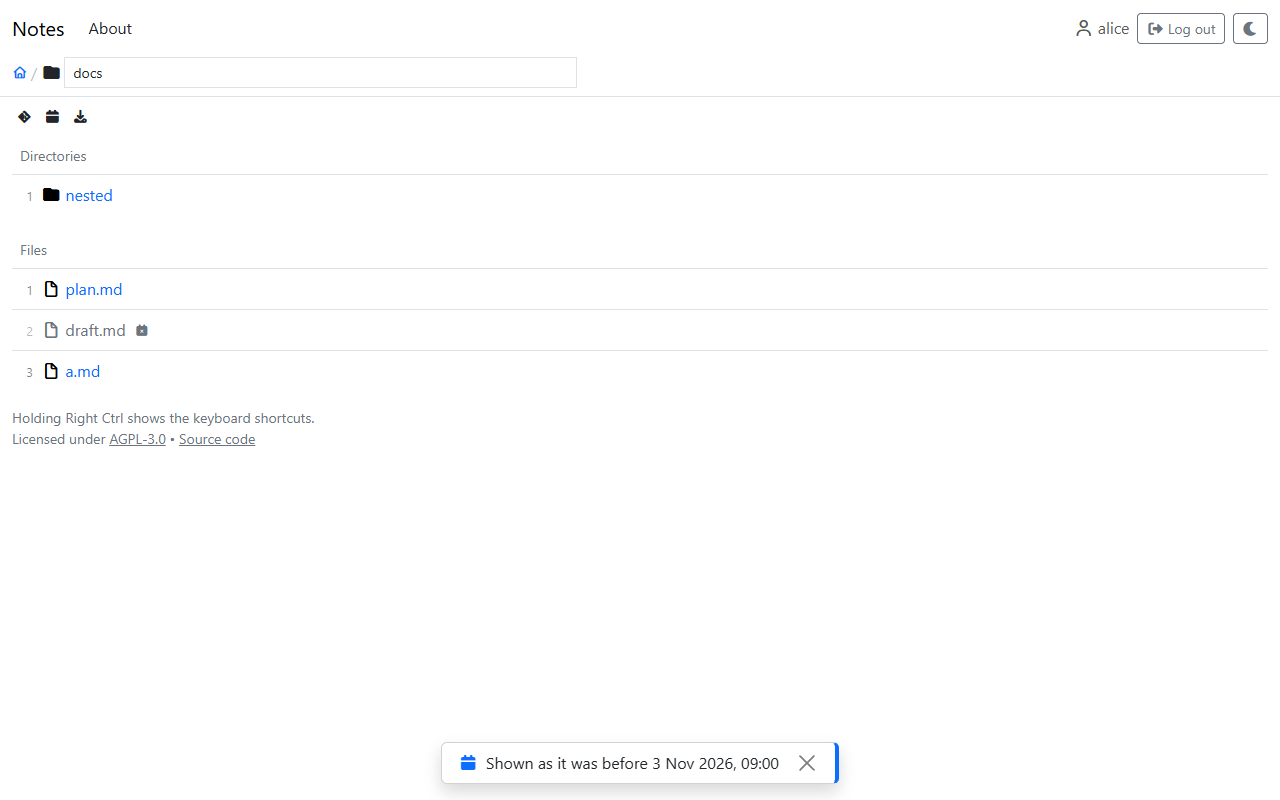 Notes About alice Log out
/ docs
Directories
1 nested
Files
1 plan.md
2 draft.md
3 a.md
Holding Right Ctrl shows the keyboard shortcuts.
Licensed under AGPL-3.0 • Source code
Shown as it was before 3 Nov 2026, 09:00